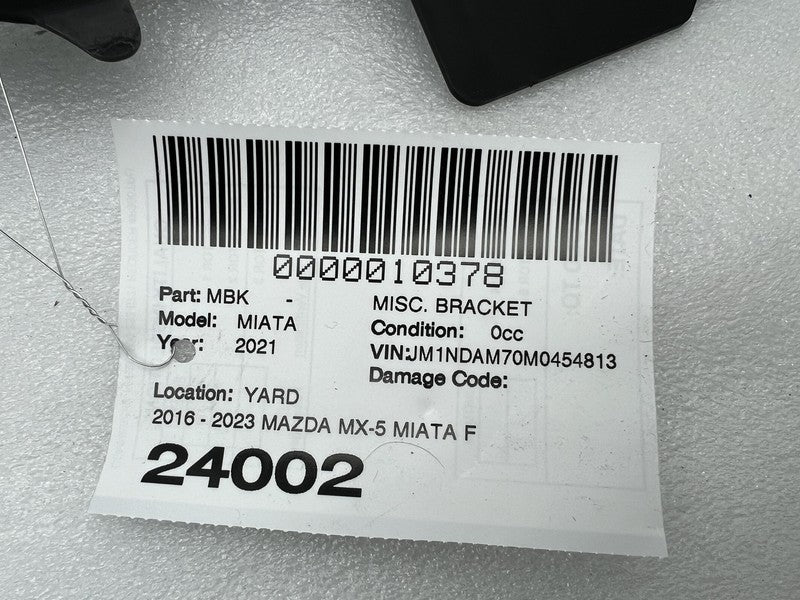 0000010378
Part: MBK - MISC. BRACKET
Model: MIATA Condition: 0cc
2021 VIN:JM1NDAM70M0454813
Damage Code:
Location: YARD
2016 - 2023 MAZDA MX-5 MIATA F
24002